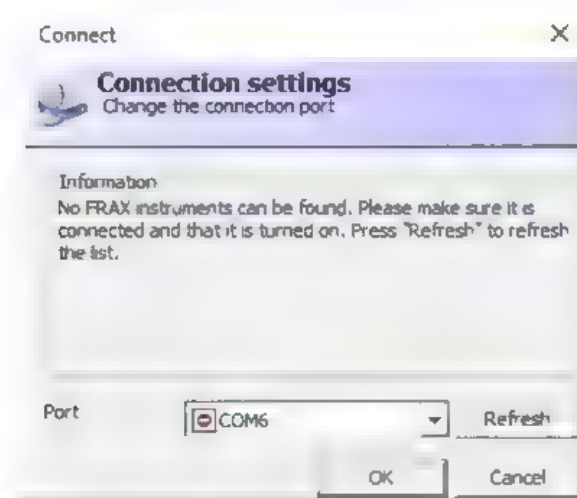 Connect
Connection settings
Change the connection port
Information
No FRAX instruments can be found. Please make sure it is
connected and that it is turned on. Press "Refresh" to refresh
the list.
Port
COM6
Refresh
OK
Cancel